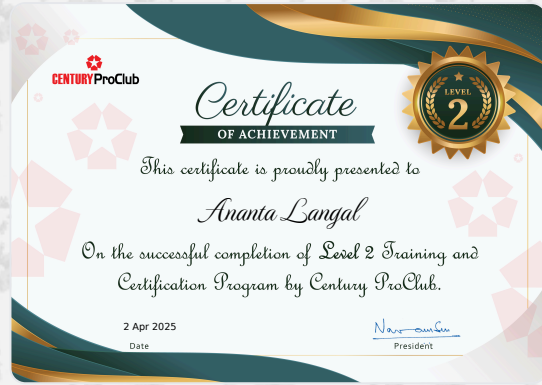 CENTURY ProClub
Certificate
OF ACHIEVEMENT
LEVEL
2
This certificate is proudly presented to
Ananta Langal
On the successful completion of Level 2 Training and
Certification Program by Century ProClub.
2 Apr 2025
Date
President